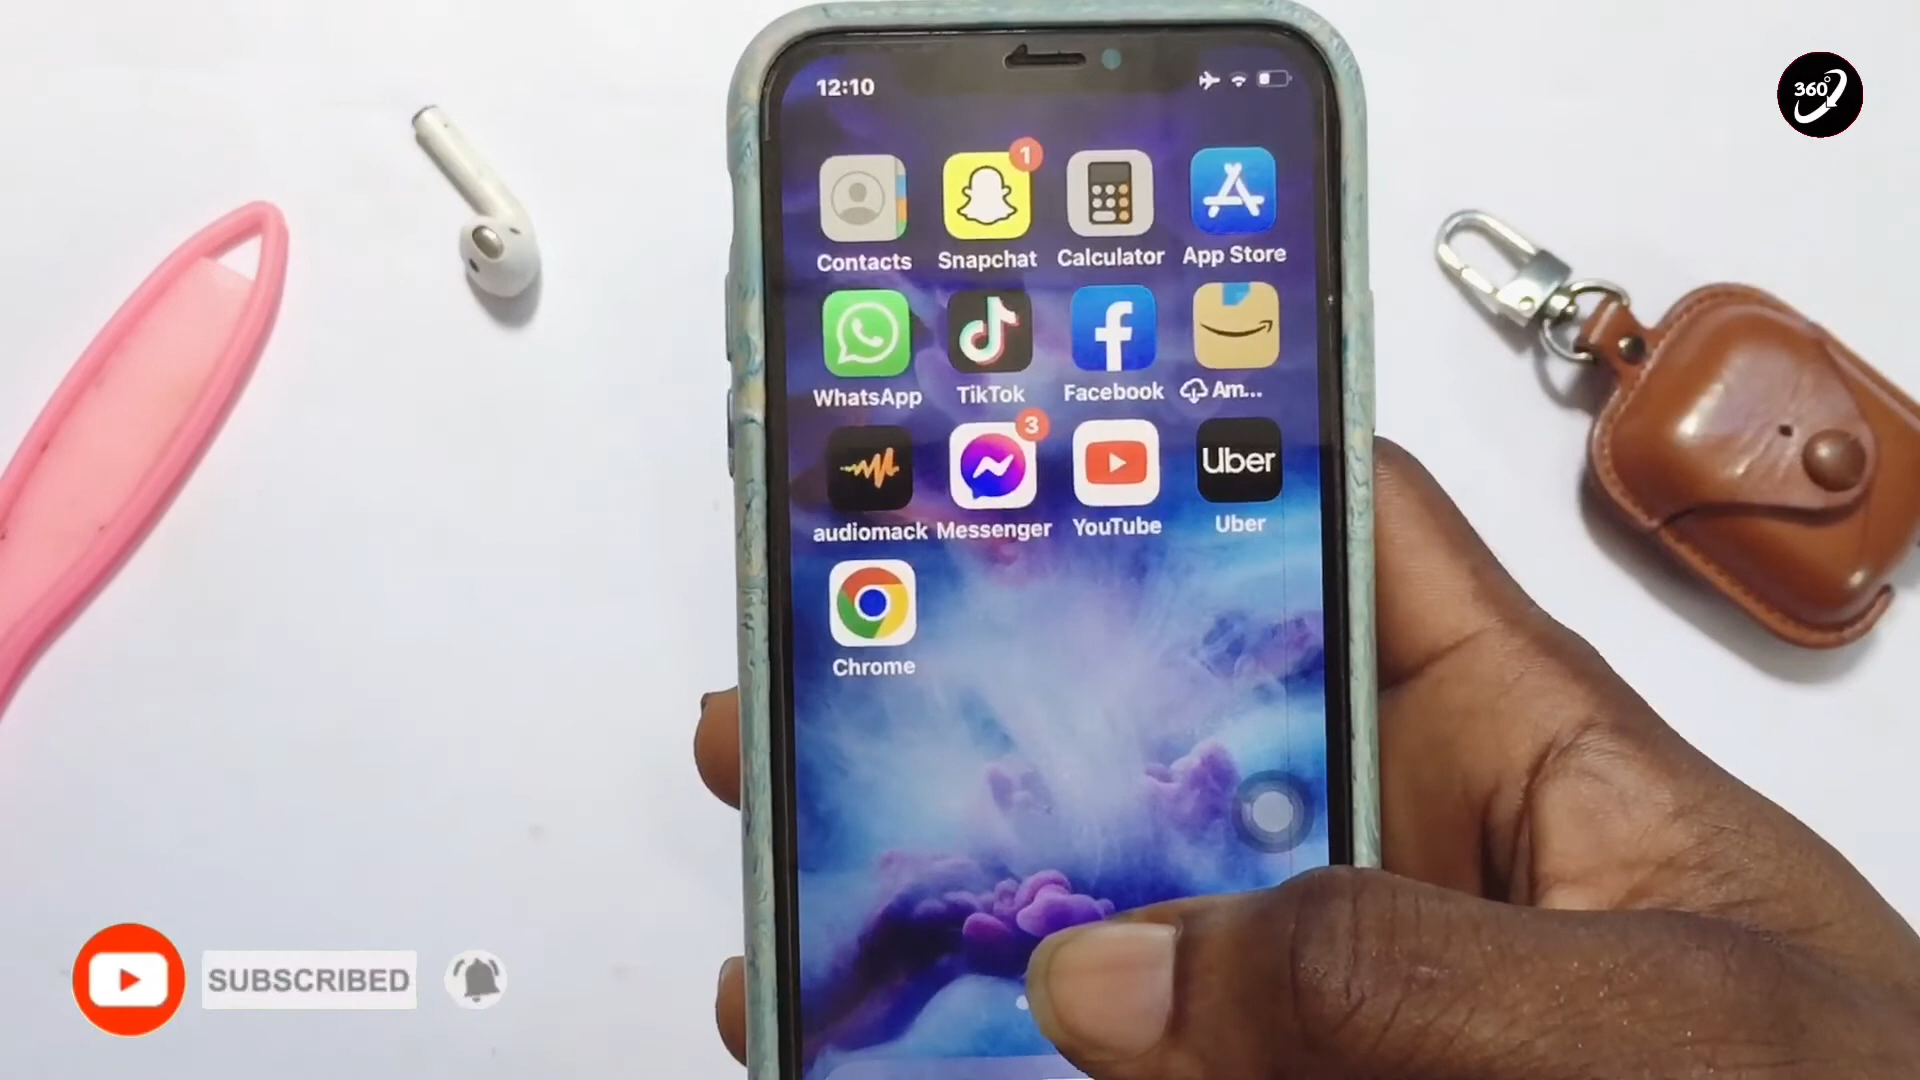 12:10
360°
1
Contacts
Snapchat
Calculator
App Store
WhatsApp
TikTok
Facebook
Am...
3
Uber
audiomack
Messenger
YouTube
Uber
Chrome
SUBSCRIBED